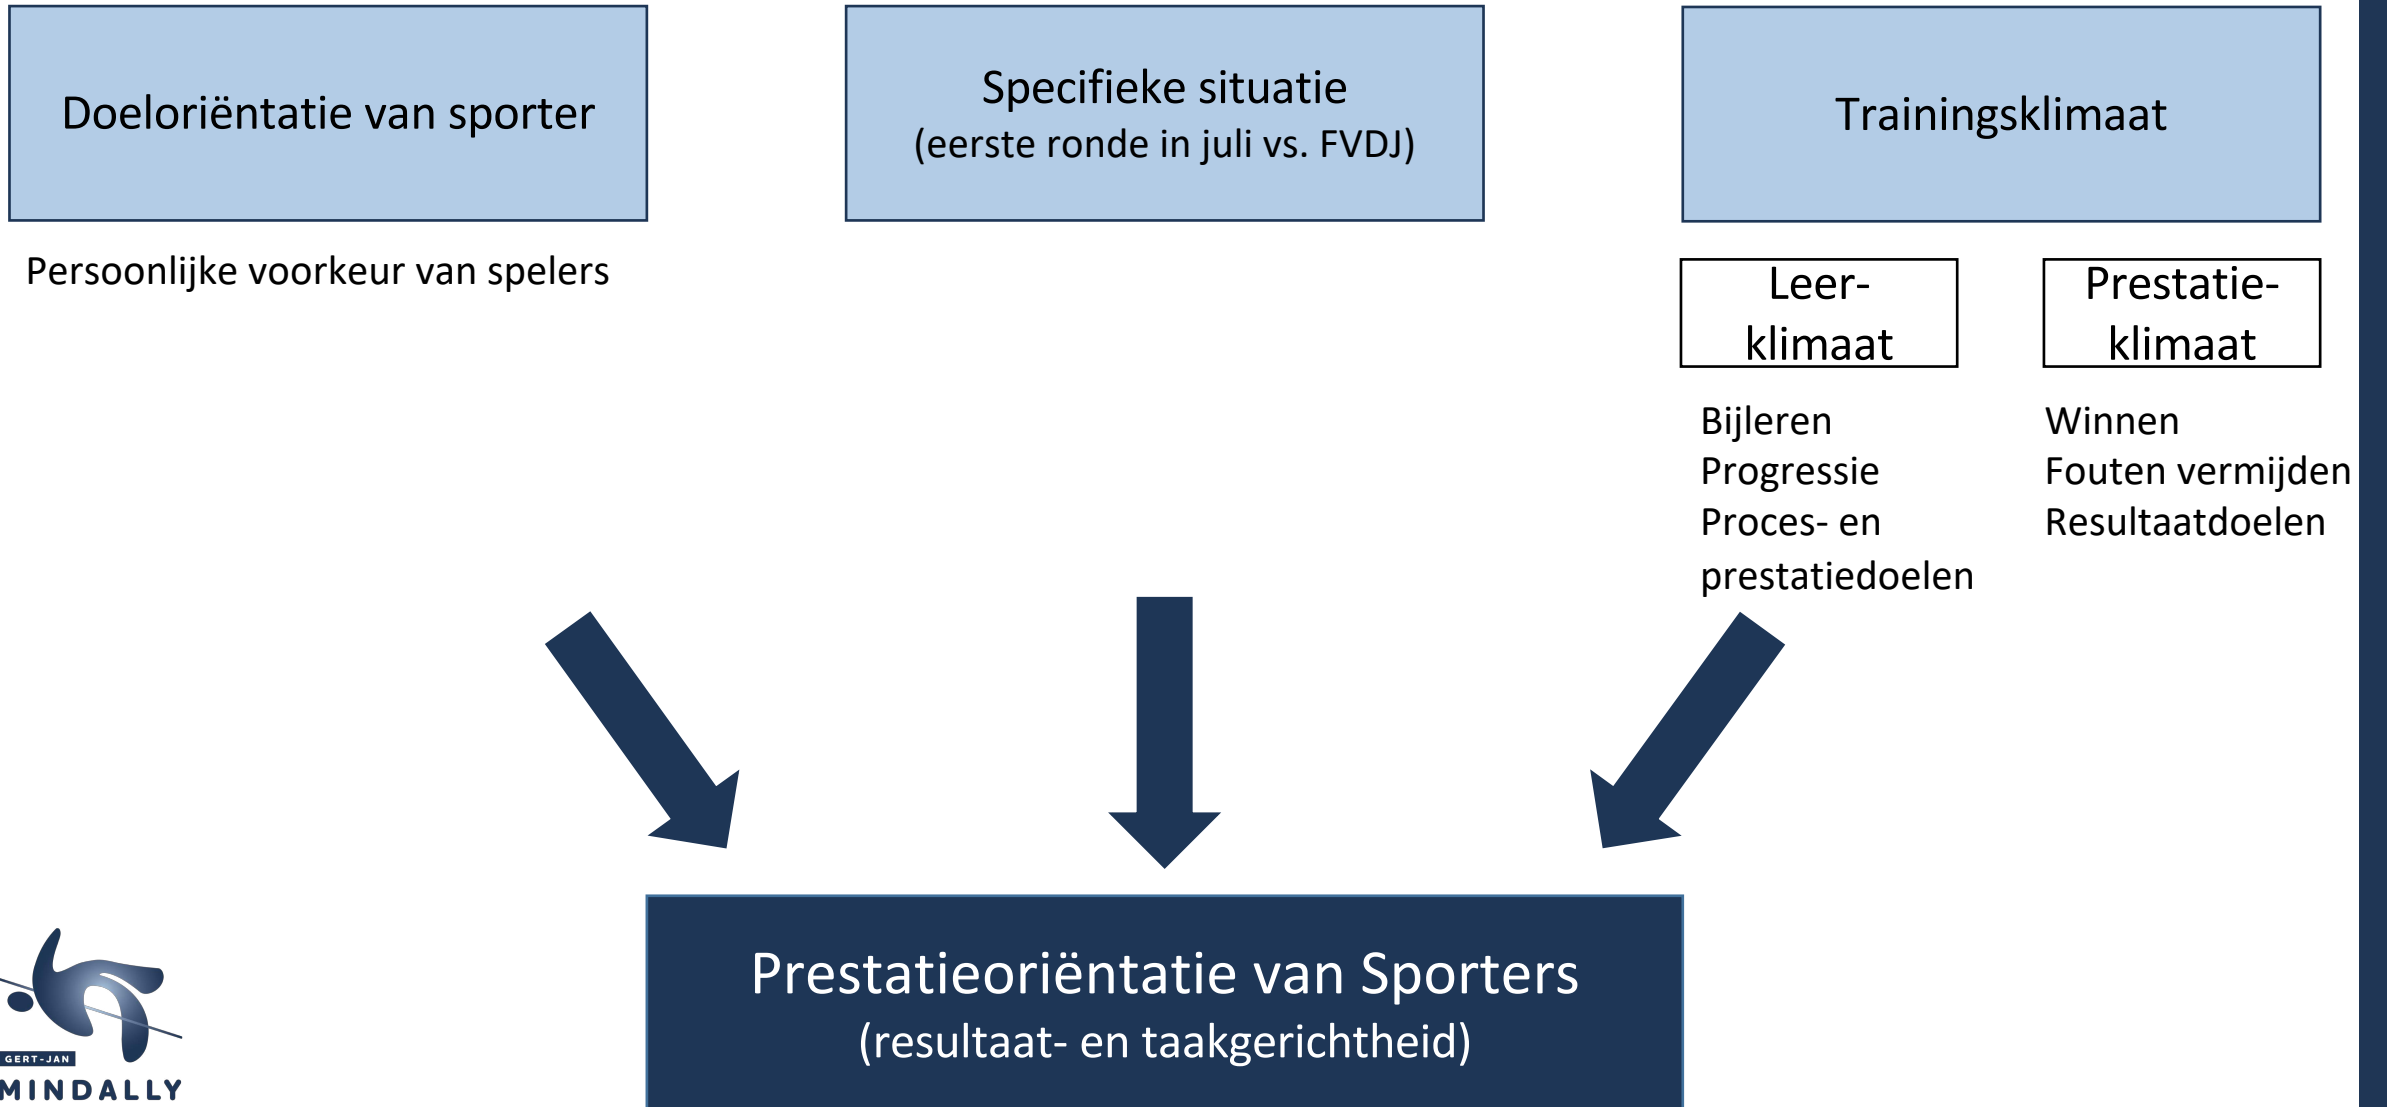 Doeloriëntatie van sporter
Persoonlijke voorkeur van spelers
Specifieke situatie
(eerste ronde in juli vs. FVDJ)
Trainingsklimaat
Leer-
klimaat
Bijleren
Progressie
Proces- en
prestatiedoelen
Prestatie-
klimaat
Winnen
Fouten vermijden
Resultaatdoelen
Prestatieoriëntatie van Sporters
(resultaat- en taakgerichtheid)
GERT-JAN
MINDALLY